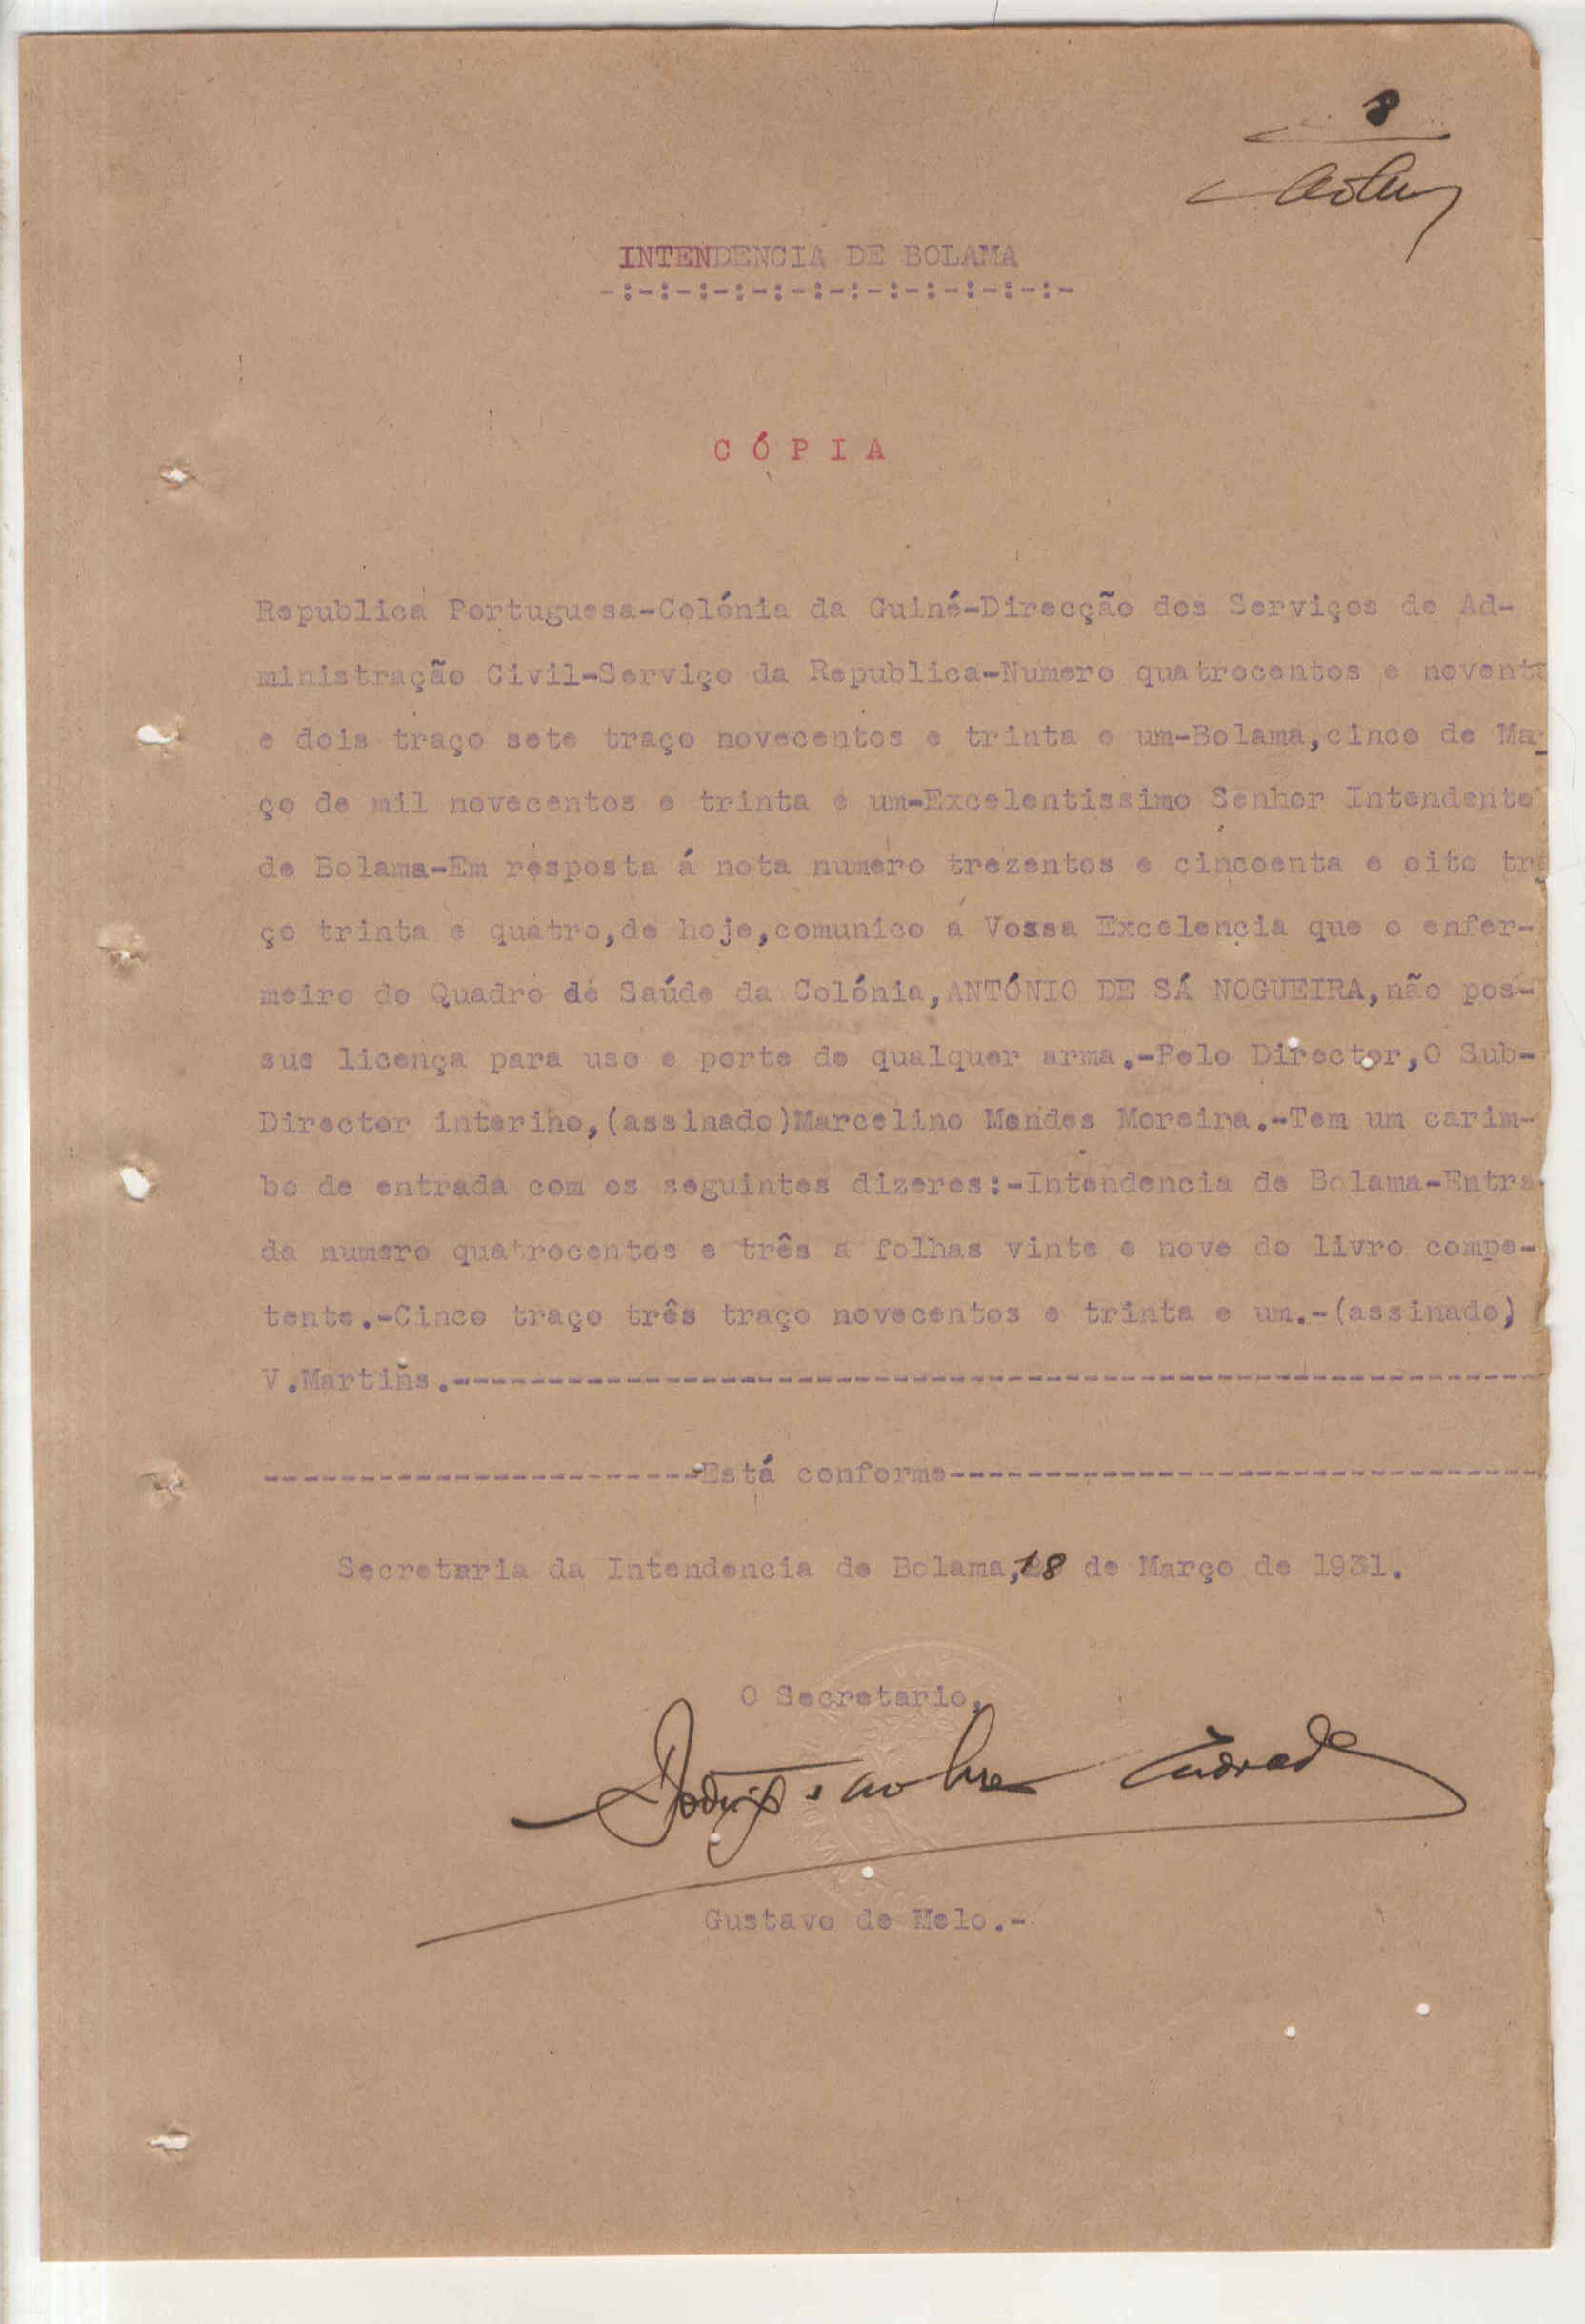 8
INTENDENCIA DE BOLAMA
-:-:-:-:-:-:-:-:-:-:-:-:-
CÓPIA
Republica Portuguesa-Colónia da Guiné-Direcção dos Serviços de Ad-
ministração Civil-Serviço da Republica-Numero quatrocentos e noventa
e dois traço sete traço novecentos e trinta e um-Bolama,cinco de Mar
ço de mil novecentos e trinta e um-Excelentissimo Senhor Intendente
de Bolama-Em resposta á nota numero trezentos e cincoenta e oito tra
ço trinta e quatro,de hoje,comunico a Vossa Excelencia que o enfer-
meiro do Quadro de Saúde da Colónia,ANTÓNIO DE SÁ NOGUEIRA,não pos-
sue licença para uso e porte de qualquer arma.-Pelo Director,O Sub-
Director interino,(assinado)Marcelino Mendes Moreira.-Tem um carim-
bo de entrada com os seguintes dizeres:-Intendencia de Bolama-Entra-
da numero quatrocentos e três a folhas vinte e nove do livro compe-
tente.-Cinco traço três traço novecentos e trinta e um.-(assinado)
V.Martins.-------------------------------------------------------
-----------------------Está conforme-------------------------------
Secretaria da Intendencia de Bolama,18 de Março de 1931.
O Secretario,
Andrade
Gustavo de Melo.-